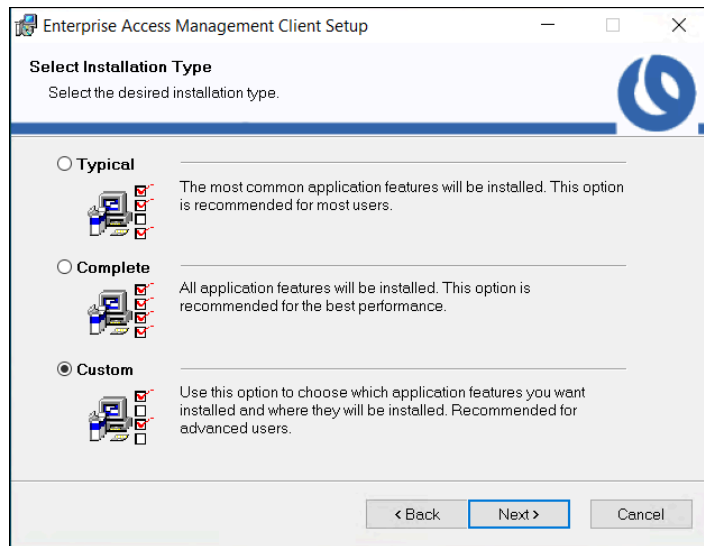 Enterprise Access Management Client Setup
Select Installation Type
Select the desired installation type.
Typical
The most common application features will be installed. This option
is recommended for most users.
Complete
All application features will be installed. This option is
recommended for the best performance.
Custom
Use this option to choose which application features you want
installed and where they will be installed. Recommended for
advanced users.
< Back
Next >
Cancel